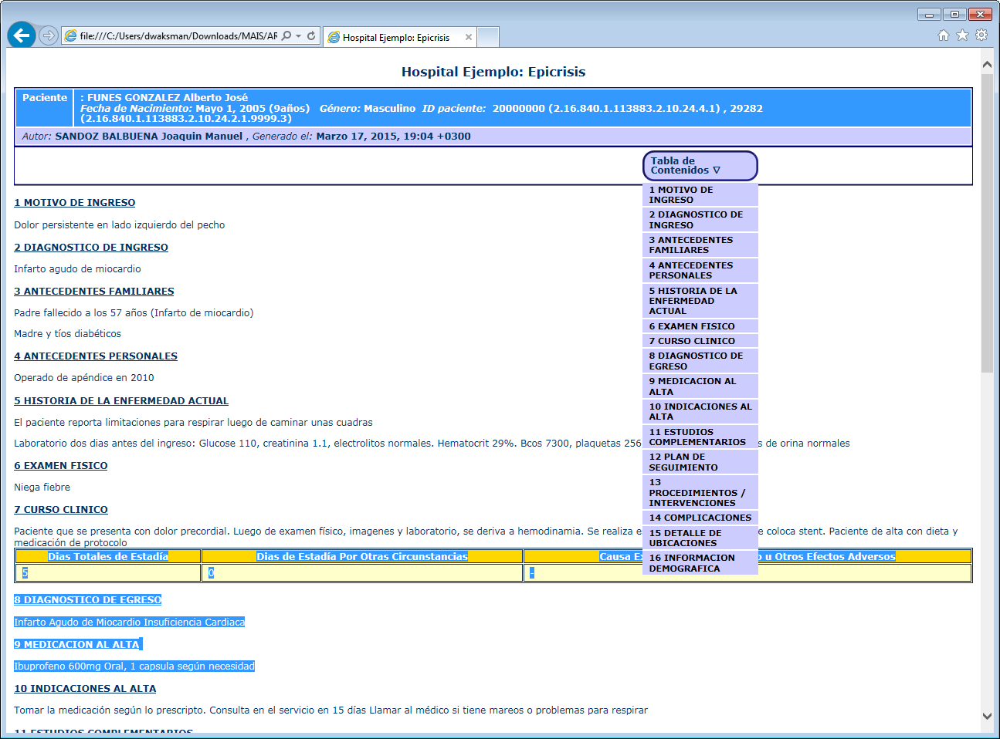 file:///C:/Users/dwaksman/Downloads/MAIS/AR
Hospital Ejemplo: Epicrisis
Hospital Ejemplo: Epicrisis
Paciente : FUNES GONZALEZ Alberto José
Fecha de Nacimiento: Mayo 1, 2005 (9años) Género: Masculino ID paciente: 20000000 (2.16.840.1.113883.2.10.24.4.1) , 29282
(2.16.840.1.113883.2.10.24.2.1.9999.3)
Autor: SANDOZ BALBUENA Joaquin Manuel , Generado el: Marzo 17, 2015, 19:04 +0300
Tabla de
Contenidos ∇
1 MOTIVO DE
INGRESO
2 DIAGNOSTICO DE
INGRESO
3 ANTECEDENTES
FAMILIARES
4 ANTECEDENTES
PERSONALES
5 HISTORIA DE LA
ENFERMEDAD
ACTUAL
6 EXAMEN FISICO
7 CURSO CLINICO
8 DIAGNOSTICO DE
EGRESO
9 MEDICACION AL
ALTA
10 INDICACIONES AL
ALTA
11 ESTUDIOS
COMPLEMENTARIOS
12 PLAN DE
SEGUIMIENTO
13
PROCEDIMIENTOS /
INTERVENCIONES
14 COMPLICACIONES
15 DETALLE DE
UBICACIONES
16 INFORMACION
DEMOGRAFICA
1 MOTIVO DE INGRESO
Dolor persistente en lado izquierdo del pecho
2 DIAGNOSTICO DE INGRESO
Infarto agudo de miocardio
3 ANTECEDENTES FAMILIARES
Padre fallecido a los 57 años (Infarto de miocardio)
Madre y tíos diabéticos
4 ANTECEDENTES PERSONALES
Operado de apéndice en 2010
5 HISTORIA DE LA ENFERMEDAD ACTUAL
El paciente reporta limitaciones para respirar luego de caminar unas cuadras
Laboratorio dos dias antes del ingreso: Glucose 110, creatinina 1.1, electrolitos normales. Hematocrit 29%. Bcos 7300, plaquetas 256 s de orina normales
6 EXAMEN FISICO
Niega fiebre
7 CURSO CLINICO
Paciente que se presenta con dolor precordial. Luego de examen físico, imagenes y laboratorio, se deriva a hemodinamia. Se realiza e e coloca stent. Paciente de alta con dieta y
medicación de protocolo
Dias Totales de Estadía Dias de Estadía Por Otras Circunstancias Causa Ex o u Otros Efectos Adversos
5 0 -
8 DIAGNOSTICO DE EGRESO
Infarto Agudo de Miocardio Insuficiencia Cardiaca
9 MEDICACION AL ALTA
Ibuprofeno 600mg Oral, 1 capsula según necesidad
10 INDICACIONES AL ALTA
Tomar la medicación según lo prescripto. Consulta en el servicio en 15 días Llamar al médico si tiene mareos o problemas para respirar
11 ESTUDIOS COMPLEMENTARIOS